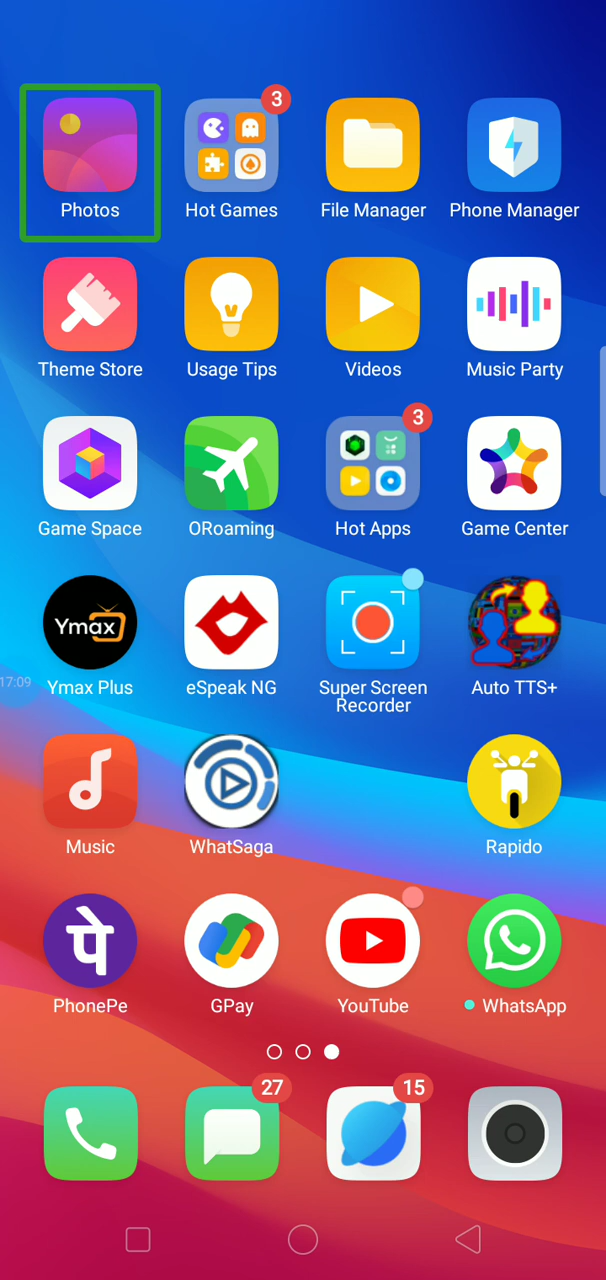 3
Photos
Hot Games
File Manager
Phone Manager
Theme Store
Usage Tips
Videos
Music Party
3
Game Space
ORoaming
Hot Apps
Game Center
Ymax
17:09
Ymax Plus
eSpeak NG
Super Screen
Recorder
Auto TTS+
Music
WhatSaga
Rapido
पे
PhonePe
GPay
YouTube
WhatsApp
27
15